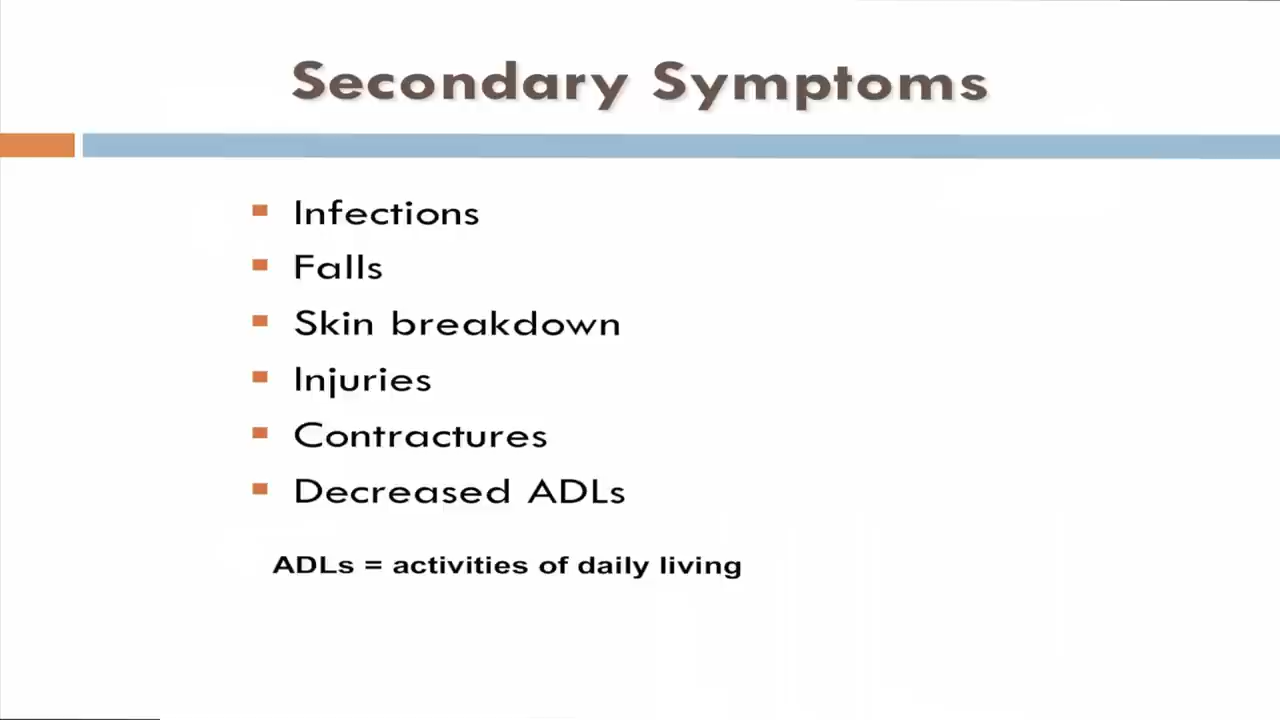 Secondary Symptoms
Infections
Falls
Skin breakdown
Injuries
Contractures
Decreased ADLs
ADLs = activities of daily living